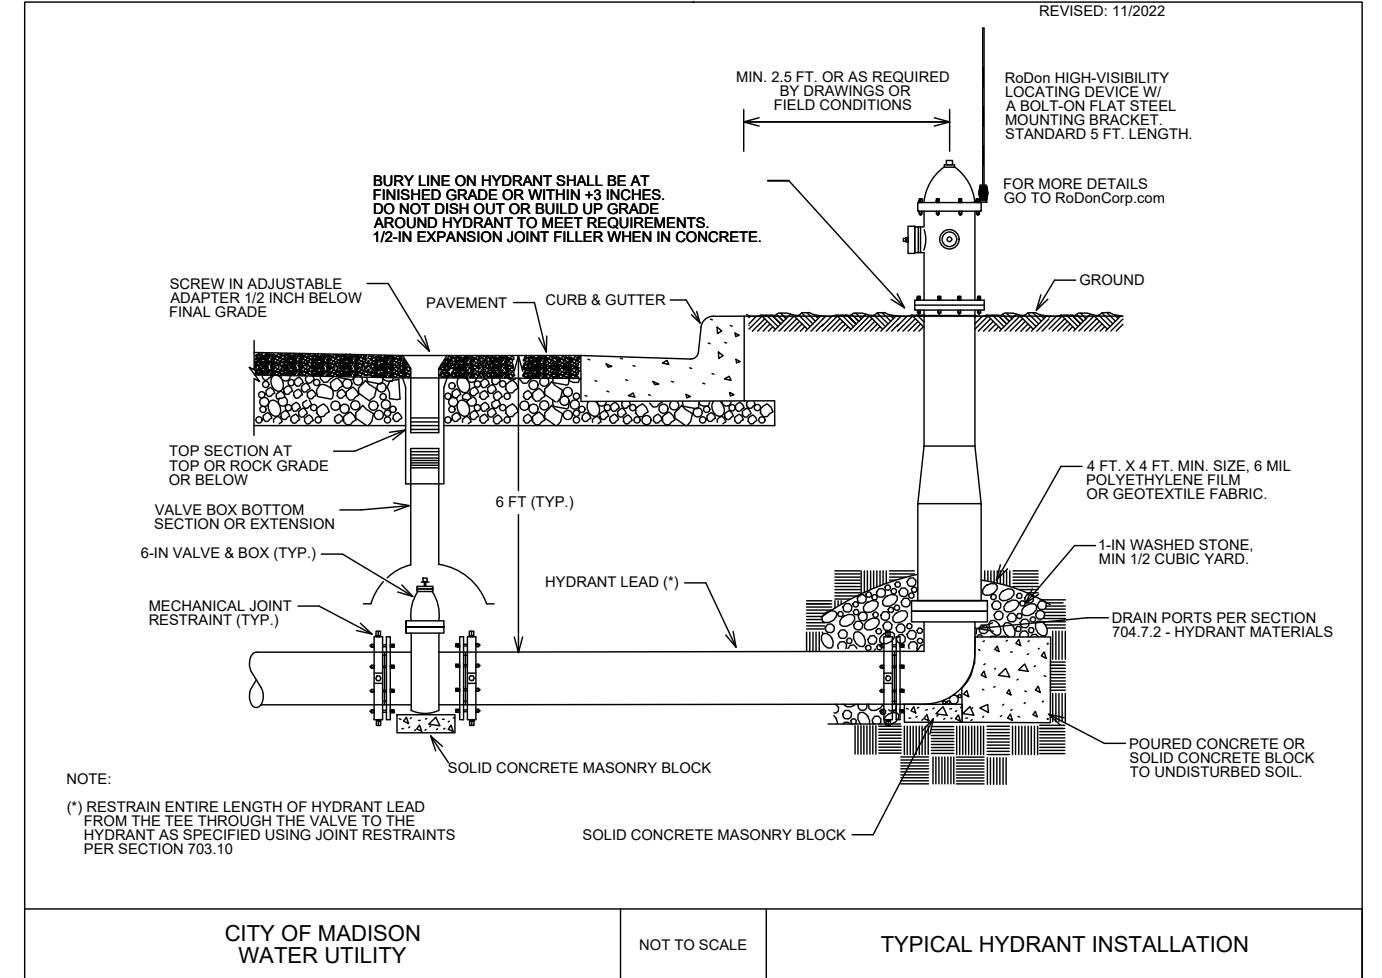 REVISED: 11/2022
MIN. 2.5 FT. OR AS REQUIRED
BY DRAWINGS OR
FIELD CONDITIONS
RoDon HIGH-VISIBILITY
LOCATING DEVICE W/
A BOLT-ON FLAT STEEL
MOUNTING BRACKET.
STANDARD 5 FT. LENGTH.
FOR MORE DETAILS
GO TO RoDonCorp.com
BURY LINE ON HYDRANT SHALL BE AT
FINISHED GRADE OR WITHIN +3 INCHES.
DO NOT DISH OUT OR BUILD UP GRADE
AROUND HYDRANT TO MEET REQUIREMENTS.
1/2-IN EXPANSION JOINT FILLER WHEN IN CONCRETE.
SCREW IN ADJUSTABLE
ADAPTER 1/2 INCH BELOW
FINAL GRADE
PAVEMENT
CURB & GUTTER
GROUND
TOP SECTION AT
TOP OR ROCK GRADE
OR BELOW
VALVE BOX BOTTOM
SECTION OR EXTENSION
6 FT (TYP.)
4 FT. X 4 FT. MIN. SIZE, 6 MIL
POLYETHYLENE FILM
OR GEOTEXTILE FABRIC.
6-IN VALVE & BOX (TYP.)
1-IN WASHED STONE,
MIN 1/2 CUBIC YARD.
HYDRANT LEAD (*)
MECHANICAL JOINT
RESTRAINT (TYP.)
DRAIN PORTS PER SECTION
704.7.2 - HYDRANT MATERIALS
POURED CONCRETE OR
SOLID CONCRETE BLOCK
TO UNDISTURBED SOIL.
SOLID CONCRETE MASONRY BLOCK
NOTE:
(*) RESTRAIN ENTIRE LENGTH OF HYDRANT LEAD
FROM THE TEE THROUGH THE VALVE TO THE
HYDRANT AS SPECIFIED USING JOINT RESTRAINTS
PER SECTION 703.10
SOLID CONCRETE MASONRY BLOCK
CITY OF MADISON
WATER UTILITY
NOT TO SCALE
TYPICAL HYDRANT INSTALLATION